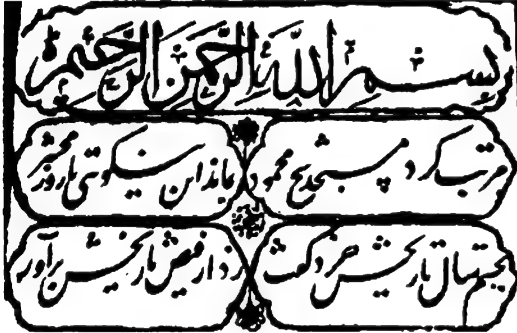 بسم الله الرحمن الرحیم
مرتب کرد مسجد شیخ محمود بماند این نیکوئی تا روز محشر
بجستم سال تاریخش خرد گفت ز دار فیض تاریخش برآور